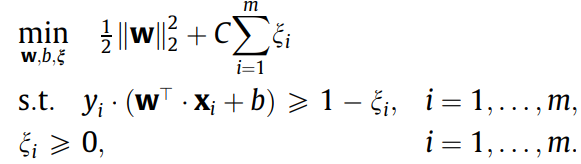 min w,b,ξ ½‖w‖₂² + C∑ᵢ₌₁ᵐ ξᵢ
s.t. yᵢ · (w⊤ · xᵢ + b) ⩾ 1 − ξᵢ, i = 1, . . . , m,
ξᵢ ⩾ 0, i = 1, . . . , m.